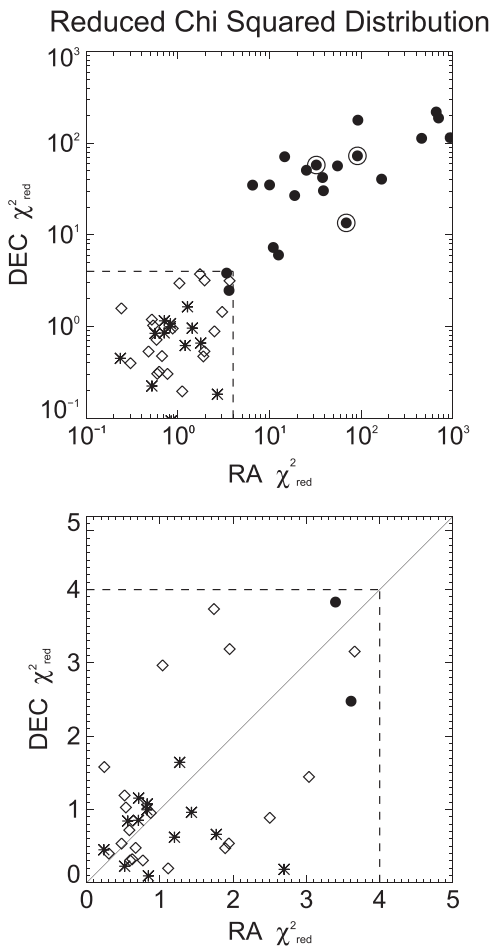 Reduced Chi Squared Distribution
10³
10²
10¹
10⁰
10⁻¹
DEC χ²red
10⁻¹ 10⁰ 10¹ 10² 10³
RA χ²red
5
4
3
2
1
0
DEC χ²red
0 1 2 3 4 5
RA χ²red